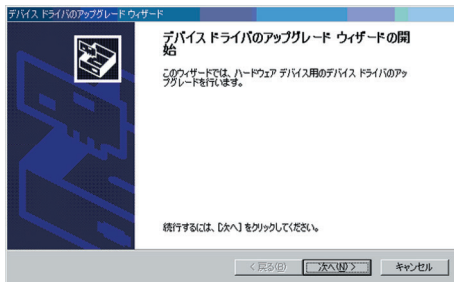 デバイス ドライバのアップグレード ウィザード
デバイス ドライバのアップグレード ウィザードの開
始
このウィザードでは、ハードウェア デバイス用のデバイス ドライバのアッ
プグレードを行います。
続行するには、[次へ] をクリックしてください。
< 戻る(B)
次へ(N) >
キャンセル